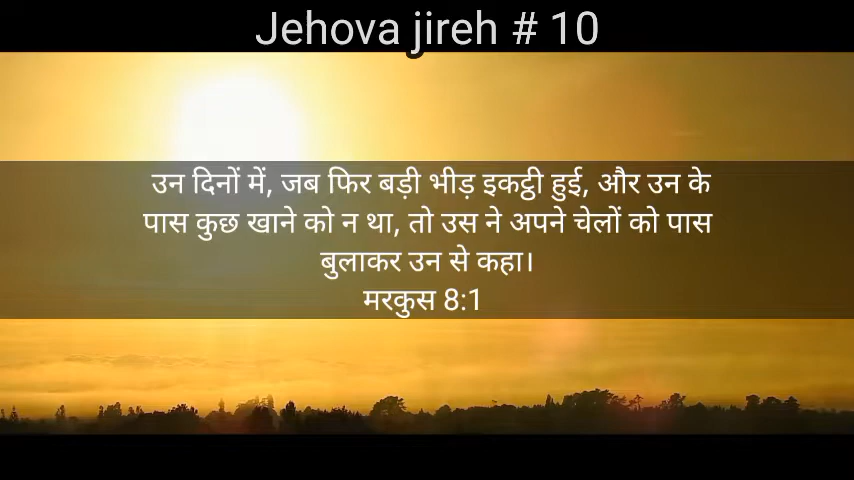 Jehova jireh # 10
उन दिनों में, जब फिर बड़ी भीड़ इकट्ठी हुई, और उन के
पास कुछ खाने को न था, तो उस ने अपने चेलों को पास
बुलाकर उन से कहा।
मरकुस 8:1